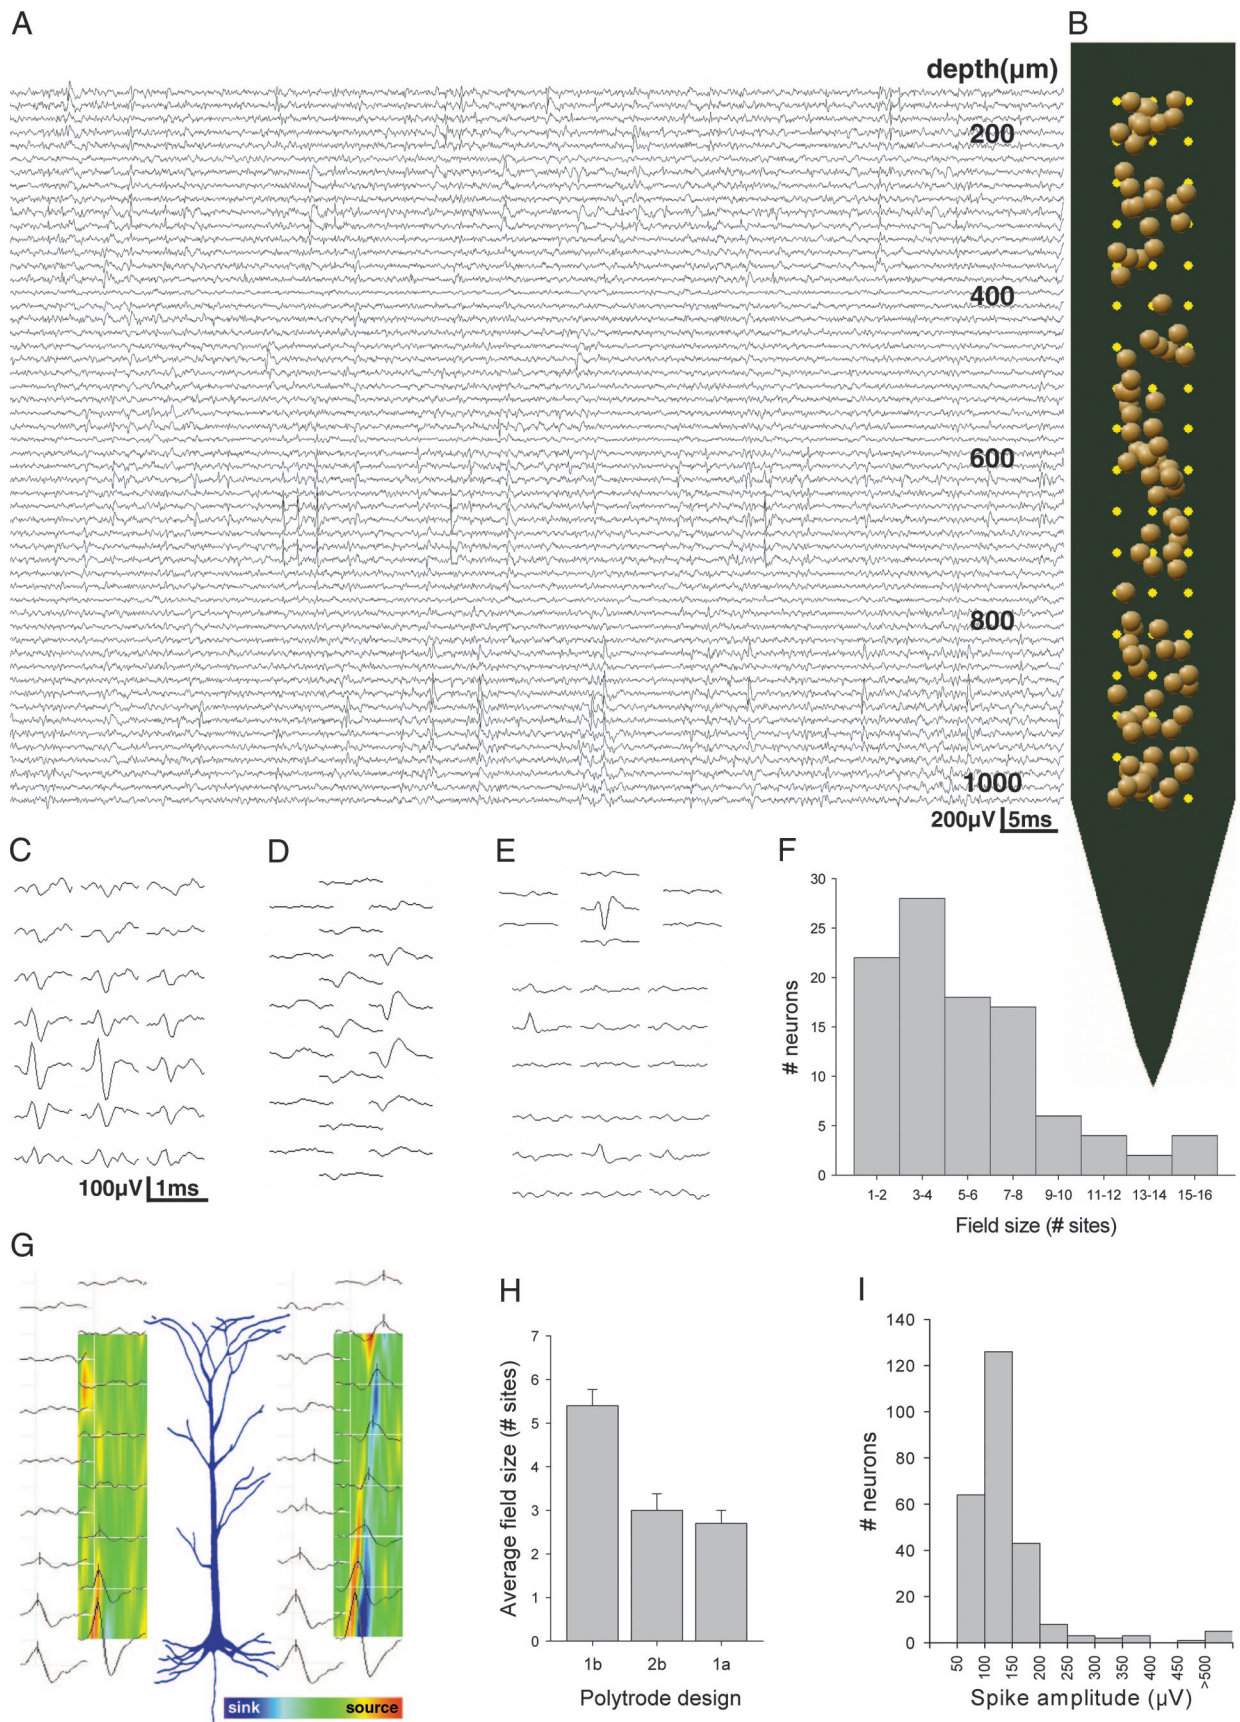 A
B
depth(µm)
200
400
600
800
1000
200µV 5ms
C
D
E
F
100µV 1ms
30
25
20
15
10
5
0
# neurons
1-2 3-4 5-6 7-8 9-10 11-12 13-14 15-16
Field size (# sites)
G
sink source
H
7
6
5
4
3
2
1
0
Average field size (# sites)
1b 2b 1a
Polytrode design
I
140
120
100
80
60
40
20
0
# neurons
50 100 150 200 250 300 350 400 450 >500
Spike amplitude (µV)